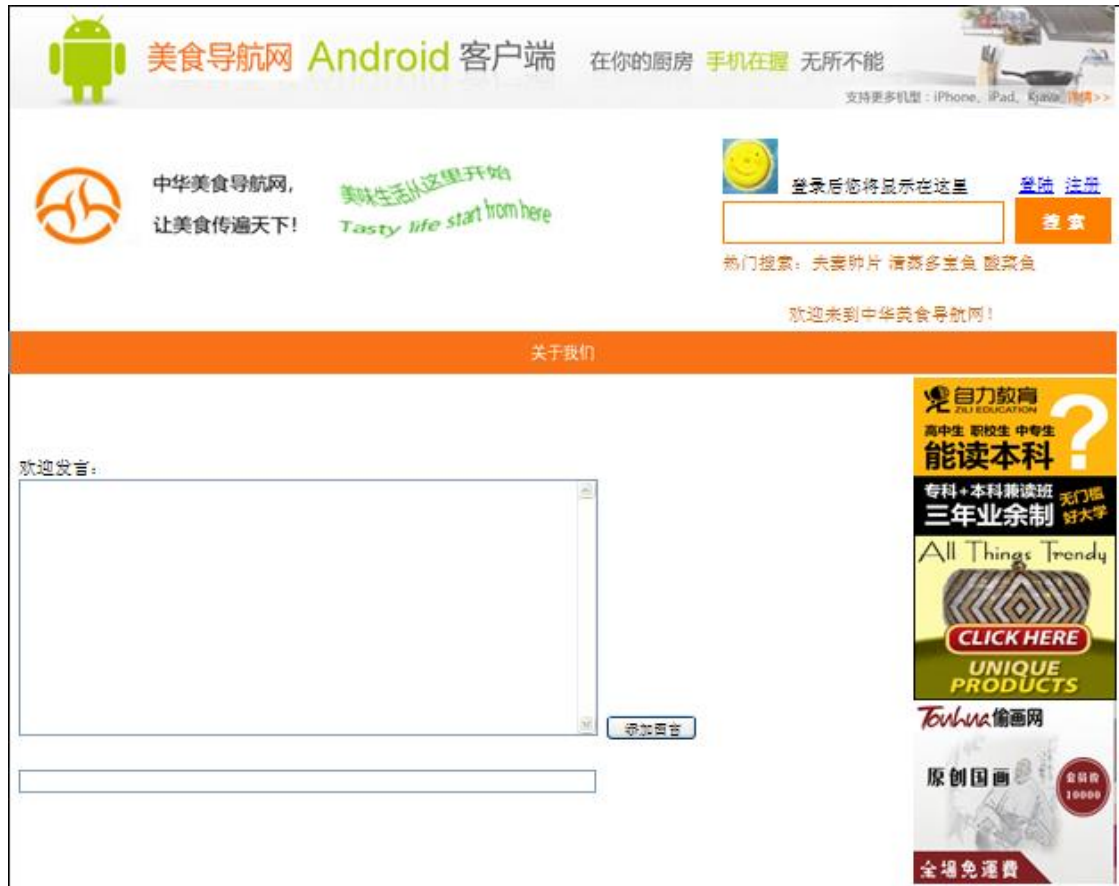 美食导航网 Android 客户端 在你的厨房 手机在握 无所不能
支持更多机型：iPhone、iPad、Kjava 详情>>
中华美食导航网，
让美食传遍天下！
美味生活从这里开始
Tasty life start from here
登录后您将显示在这里 登陆 注册
搜 索
热门搜索：夫妻肺片 清蒸多宝鱼 酸菜鱼
欢迎来到中华美食导航网！
关于我们
欢迎发言：
添加留言
自力教育
ZILI EDUCATION
高中生 职校生 中专生
能读本科 ?
专科+本科兼读班
三年业余制
无门槛
好大学
All Things Trendy
CLICK HERE
UNIQUE
PRODUCTS
Touhua偷画网
原创国画
会员价
10000
全場免運費